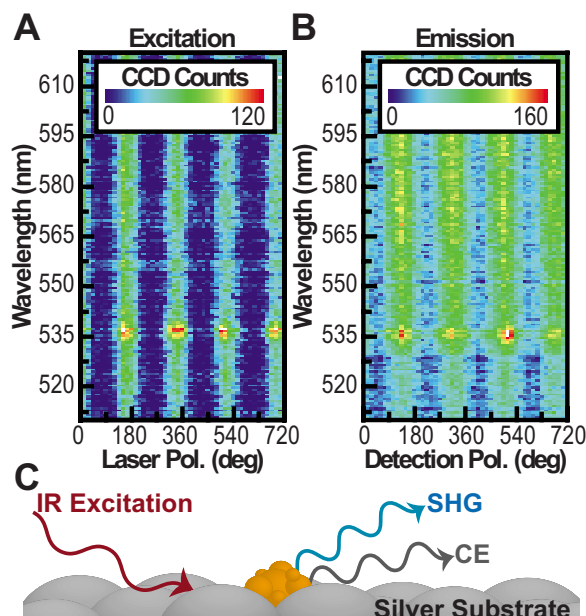 A
Excitation
CCD Counts
0 120
Wavelength (nm)
610
595
580
565
550
535
520
0 180 360 540 720
Laser Pol. (deg)
B
Emission
CCD Counts
0 160
Wavelength (nm)
610
595
580
565
550
535
520
0 180 360 540 720
Detection Pol. (deg)
C
IR Excitation
SHG
CE
Silver Substrate